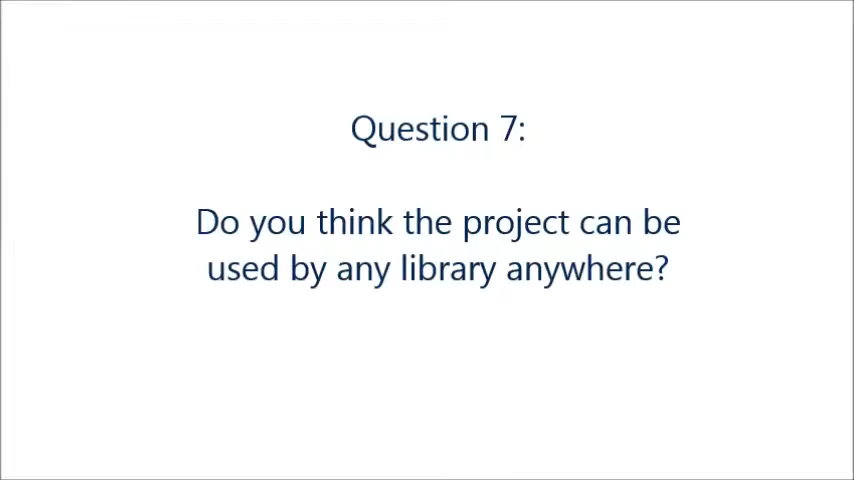 Question 7:
Do you think the project can be
used by any library anywhere?